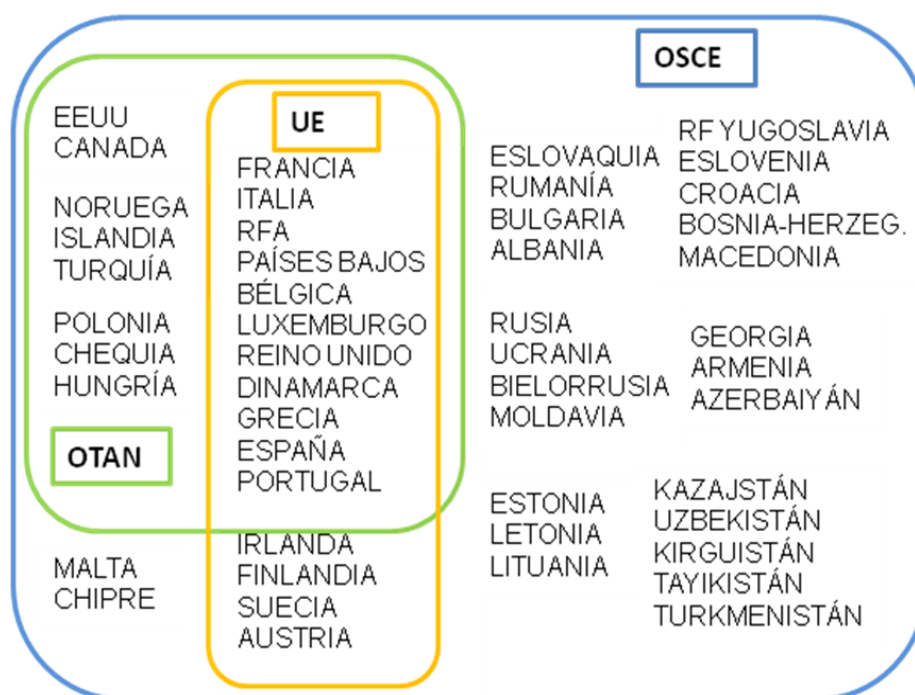 OSCE
EEUU
CANADA
NORUEGA
ISLANDIA
TURQUÍA
POLONIA
CHEQUIA
HUNGRÍA
OTAN
MALTA
CHIPRE
UE
FRANCIA
ITALIA
RFA
PAÍSES BAJOS
BÉLGICA
LUXEMBURGO
REINO UNIDO
DINAMARCA
GRECIA
ESPAÑA
PORTUGAL
IRLANDA
FINLANDIA
SUECIA
AUSTRIA
ESLOVAQUIA
RUMANÍA
BULGARIA
ALBANIA
RF YUGOSLAVIA
ESLOVENIA
CROACIA
BOSNIA-HERZEG.
MACEDONIA
RUSIA
UCRANIA
BIELORRUSIA
MOLDAVIA
GEORGIA
ARMENIA
AZERBAIYÁN
ESTONIA
LETONIA
LITUANIA
KAZAJSTÁN
UZBEKISTÁN
KIRGUISTÁN
TAYIKISTÁN
TURKMENISTÁN